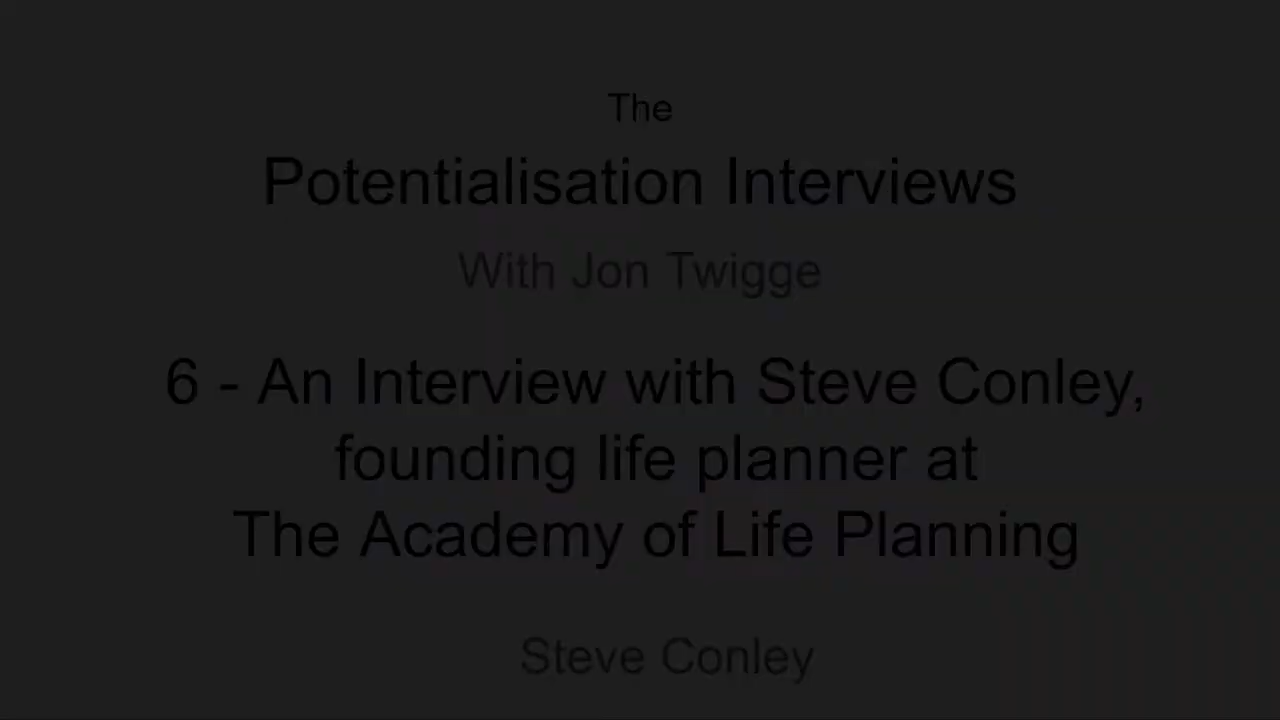 The
Potentialisation Interviews
With Jon Twigge
6 - An Interview with Steve Conley,
founding life planner at
The Academy of Life Planning
Steve Conley